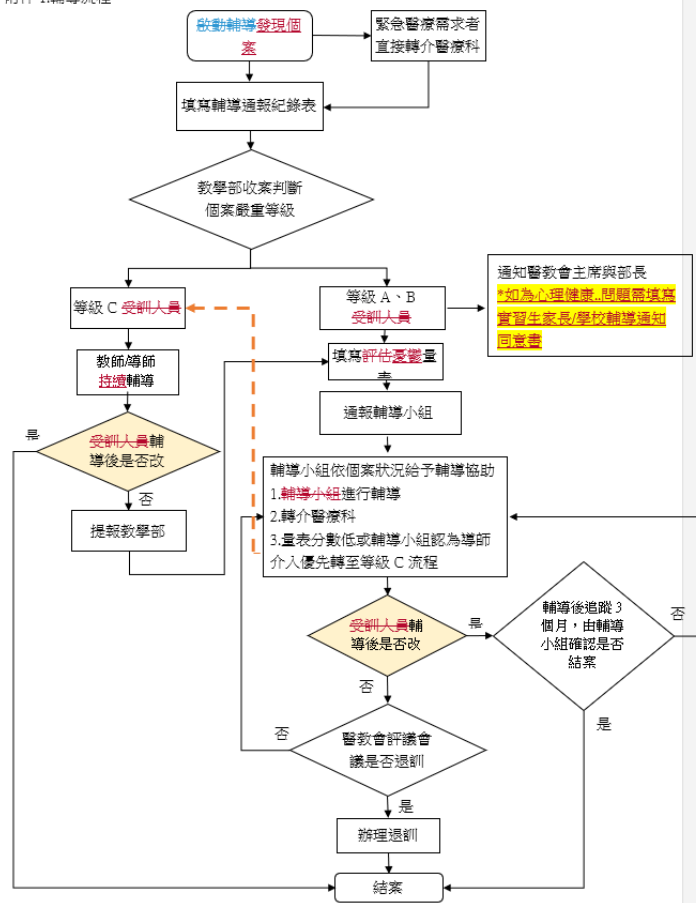 啟動輔導發現個
案
緊急醫療需求者
直接轉介醫療科
填寫輔導通報紀錄表
教學部收案判斷
個案嚴重等級
等級 C 受訓人員
等級 A、B
受訓人員
通知醫教會主席與部長
*如為心理健康..問題需填寫
實習生家長/學校輔導通知
同意書
教師/導師
持續輔導
填寫評估憂鬱量
表
通報輔導小組
是
受訓人員輔
導後是否改
否
提報教學部
輔導小組依個案狀況給予輔導協助
1.輔導小組進行輔導
2.轉介醫療科
3.量表分數低或輔導小組認為導師
介入優先轉至等級 C 流程
受訓人員輔
導後是否改
是
輔導後追蹤 3
個月，由輔導
小組確認是否
結案
否
否
是
否
醫教會評議會
議是否退訓
是
辦理退訓
結案